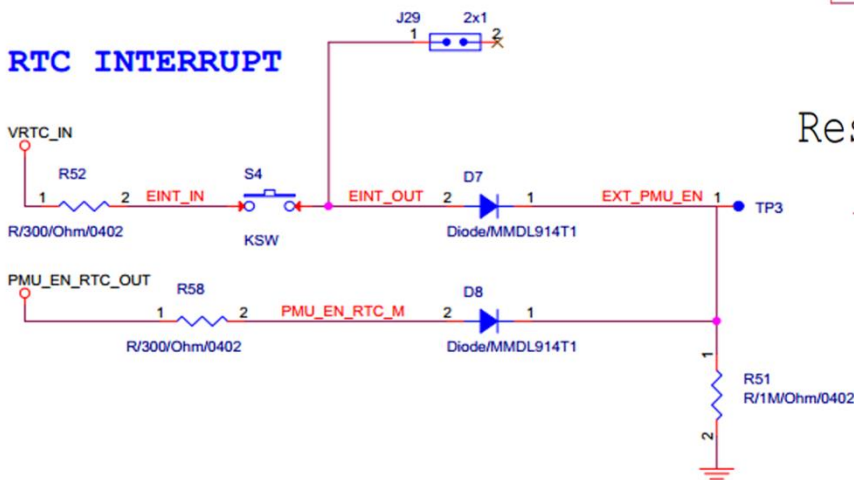 J29 2x1
1 2
RTC INTERRUPT
Res
VRTC_IN
R52 S4 D7
1 2 EINT_IN EINT_OUT 2 1 EXT_PMU_EN 1 TP3
R/300/Ohm/0402 KSW Diode/MMDL914T1
PMU_EN_RTC_OUT
R58 D8
1 2 PMU_EN_RTC_M 2 1
R/300/Ohm/0402 Diode/MMDL914T1
1
R51
R/1M/Ohm/0402
2